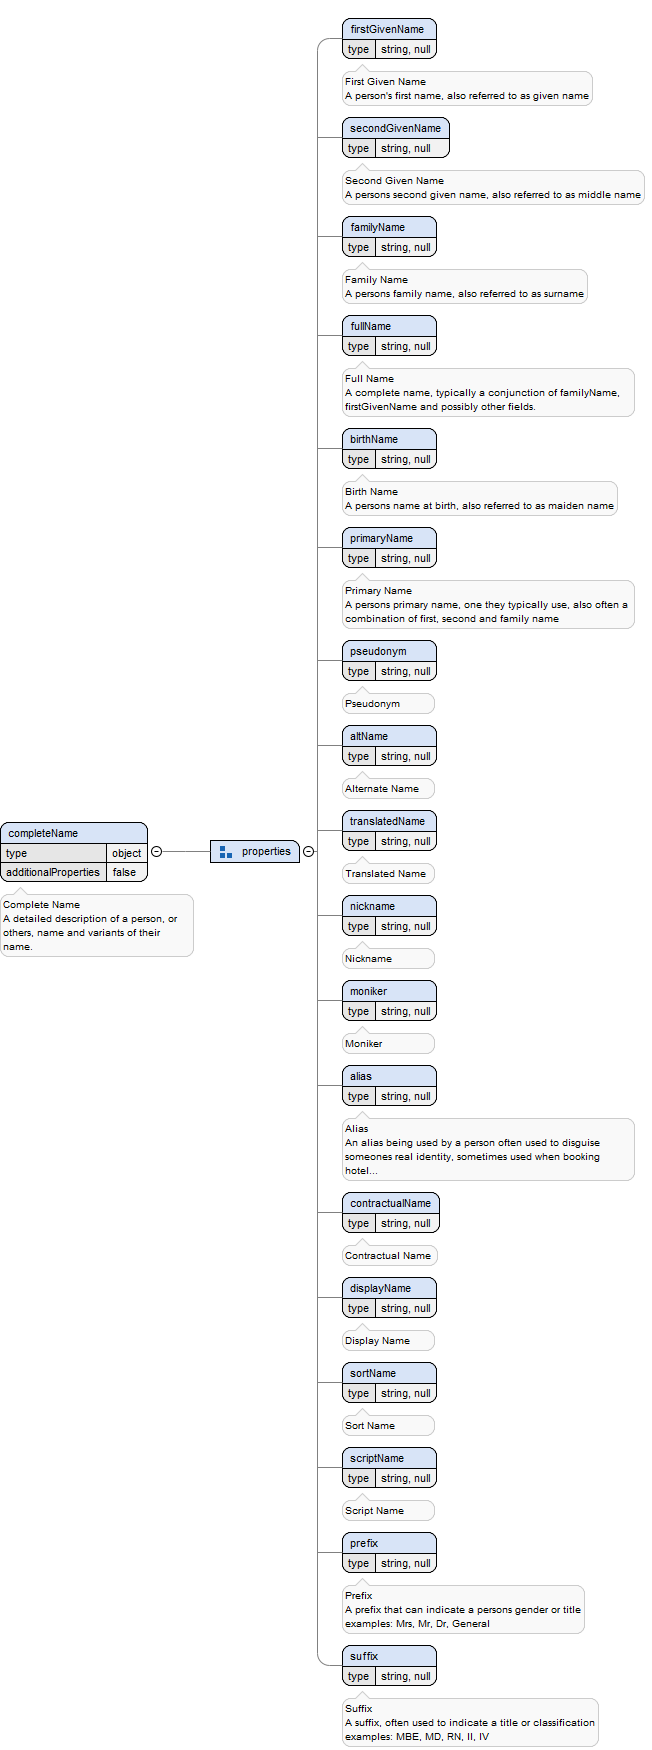 firstGivenName
type string, null
First Given Name
A person's first name, also referred to as given name
secondGivenName
type string, null
Second Given Name
A persons second given name, also referred to as middle name
familyName
type string, null
Family Name
A persons family name, also referred to as surname
fullName
type string, null
Full Name
A complete name, typically a conjunction of familyName,
firstGivenName and possibly other fields.
birthName
type string, null
Birth Name
A persons name at birth, also referred to as maiden name
primaryName
type string, null
Primary Name
A persons primary name, one they typically use, also often a
combination of first, second and family name
pseudonym
type string, null
Pseudonym
altName
type string, null
Alternate Name
completeName
type object
additionalProperties false
Complete Name
A detailed description of a person, or
others, name and variants of their
name.
properties
translatedName
type string, null
Translated Name
nickname
type string, null
Nickname
moniker
type string, null
Moniker
alias
type string, null
Alias
An alias being used by a person often used to disguise
someones real identity, sometimes used when booking
hotel...
contractualName
type string, null
Contractual Name
displayName
type string, null
Display Name
sortName
type string, null
Sort Name
scriptName
type string, null
Script Name
prefix
type string, null
Prefix
A prefix that can indicate a persons gender or title
examples: Mrs, Mr, Dr, General
suffix
type string, null
Suffix
A suffix, often used to indicate a title or classification
examples: MBE, MD, RN, II, IV